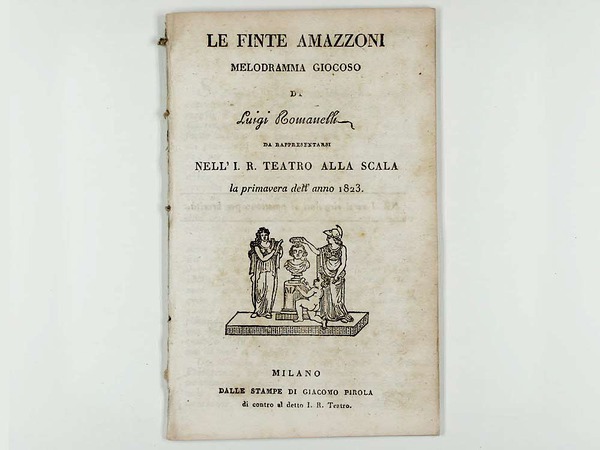 LE FINTE AMAZZONI
MELODRAMMA GIOCOSO
DI
Luigi Romanelli
DA RAPPRESENTARSI
NELL' I. R. TEATRO ALLA SCALA
la primavera dell' anno 1823.
MILANO
DALLE STAMPE DI GIACOMO PIROLA
di contro al detto I. R. Teatro.